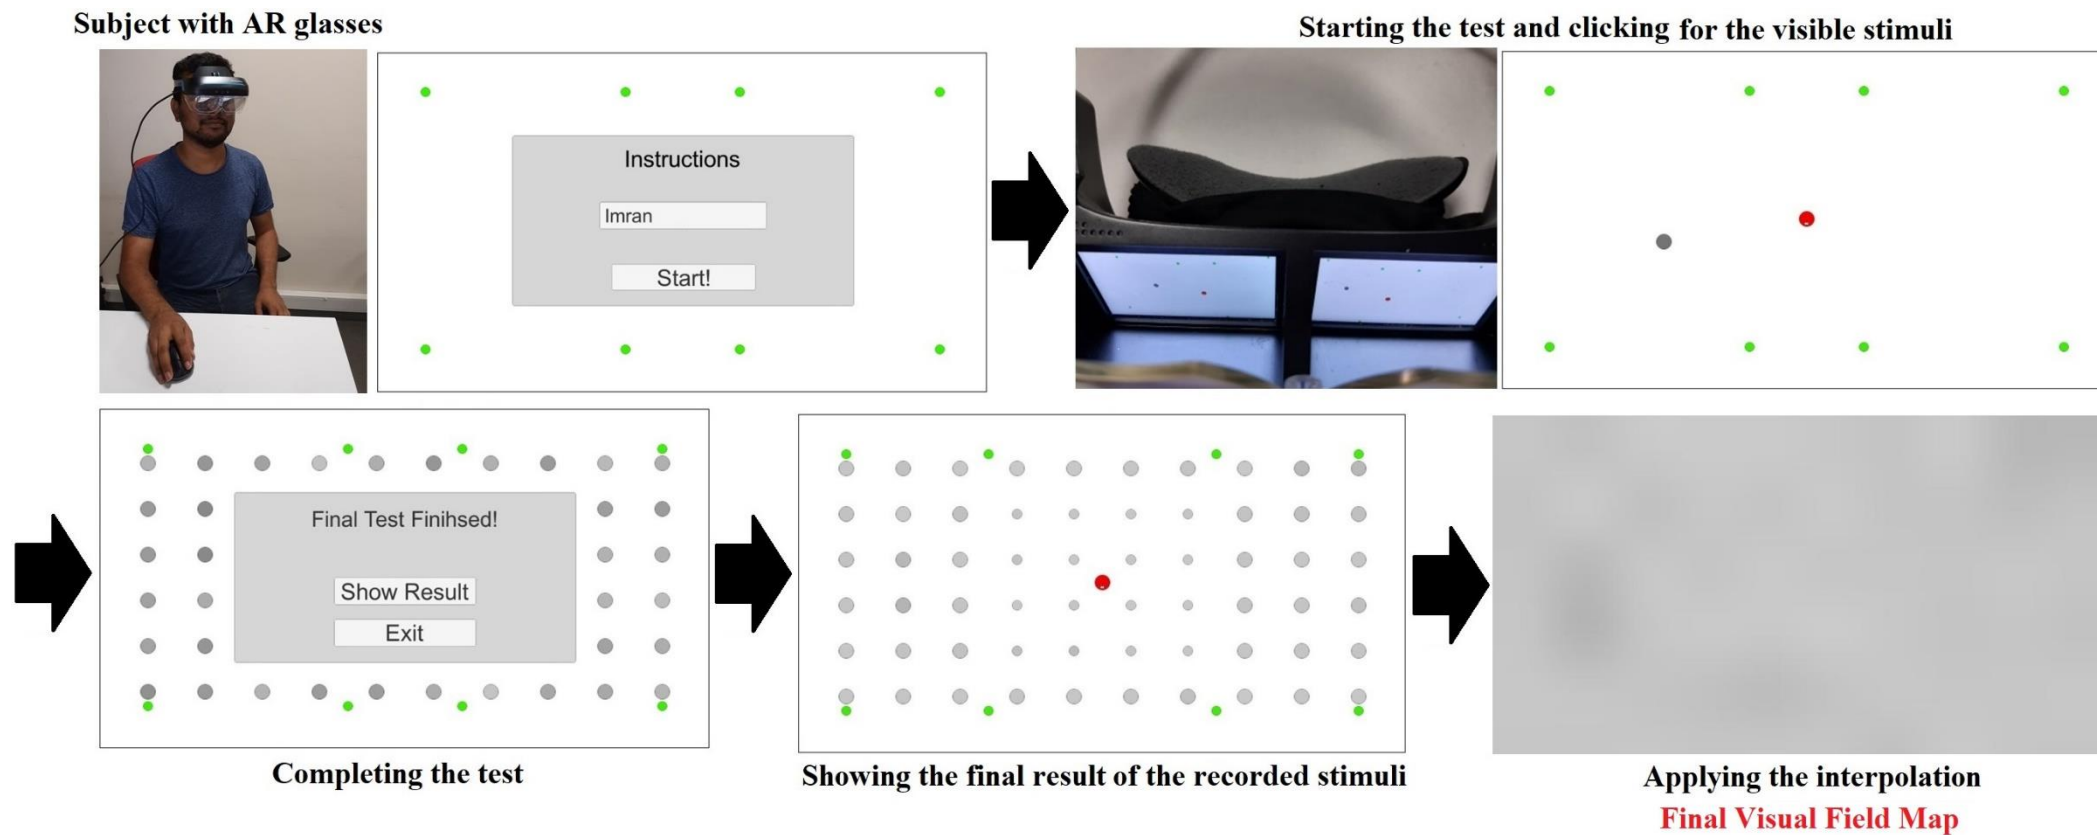 Subject with AR glasses
Starting the test and clicking for the visible stimuli
Instructions
Imran
Start!
Final Test Finihsed!
Show Result
Exit
Completing the test
Showing the final result of the recorded stimuli
Applying the interpolation
Final Visual Field Map